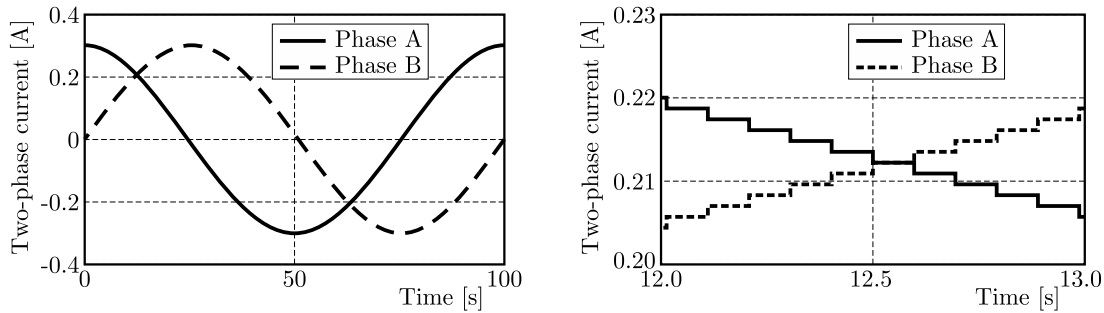 Two-phase current [A]
0.4
0.2
0
-0.2
-0.4
Phase A
Phase B
0
50
100
Time [s]
Two-phase current [A]
0.23
0.22
0.21
0.20
Phase A
Phase B
12.0
12.5
13.0
Time [s]